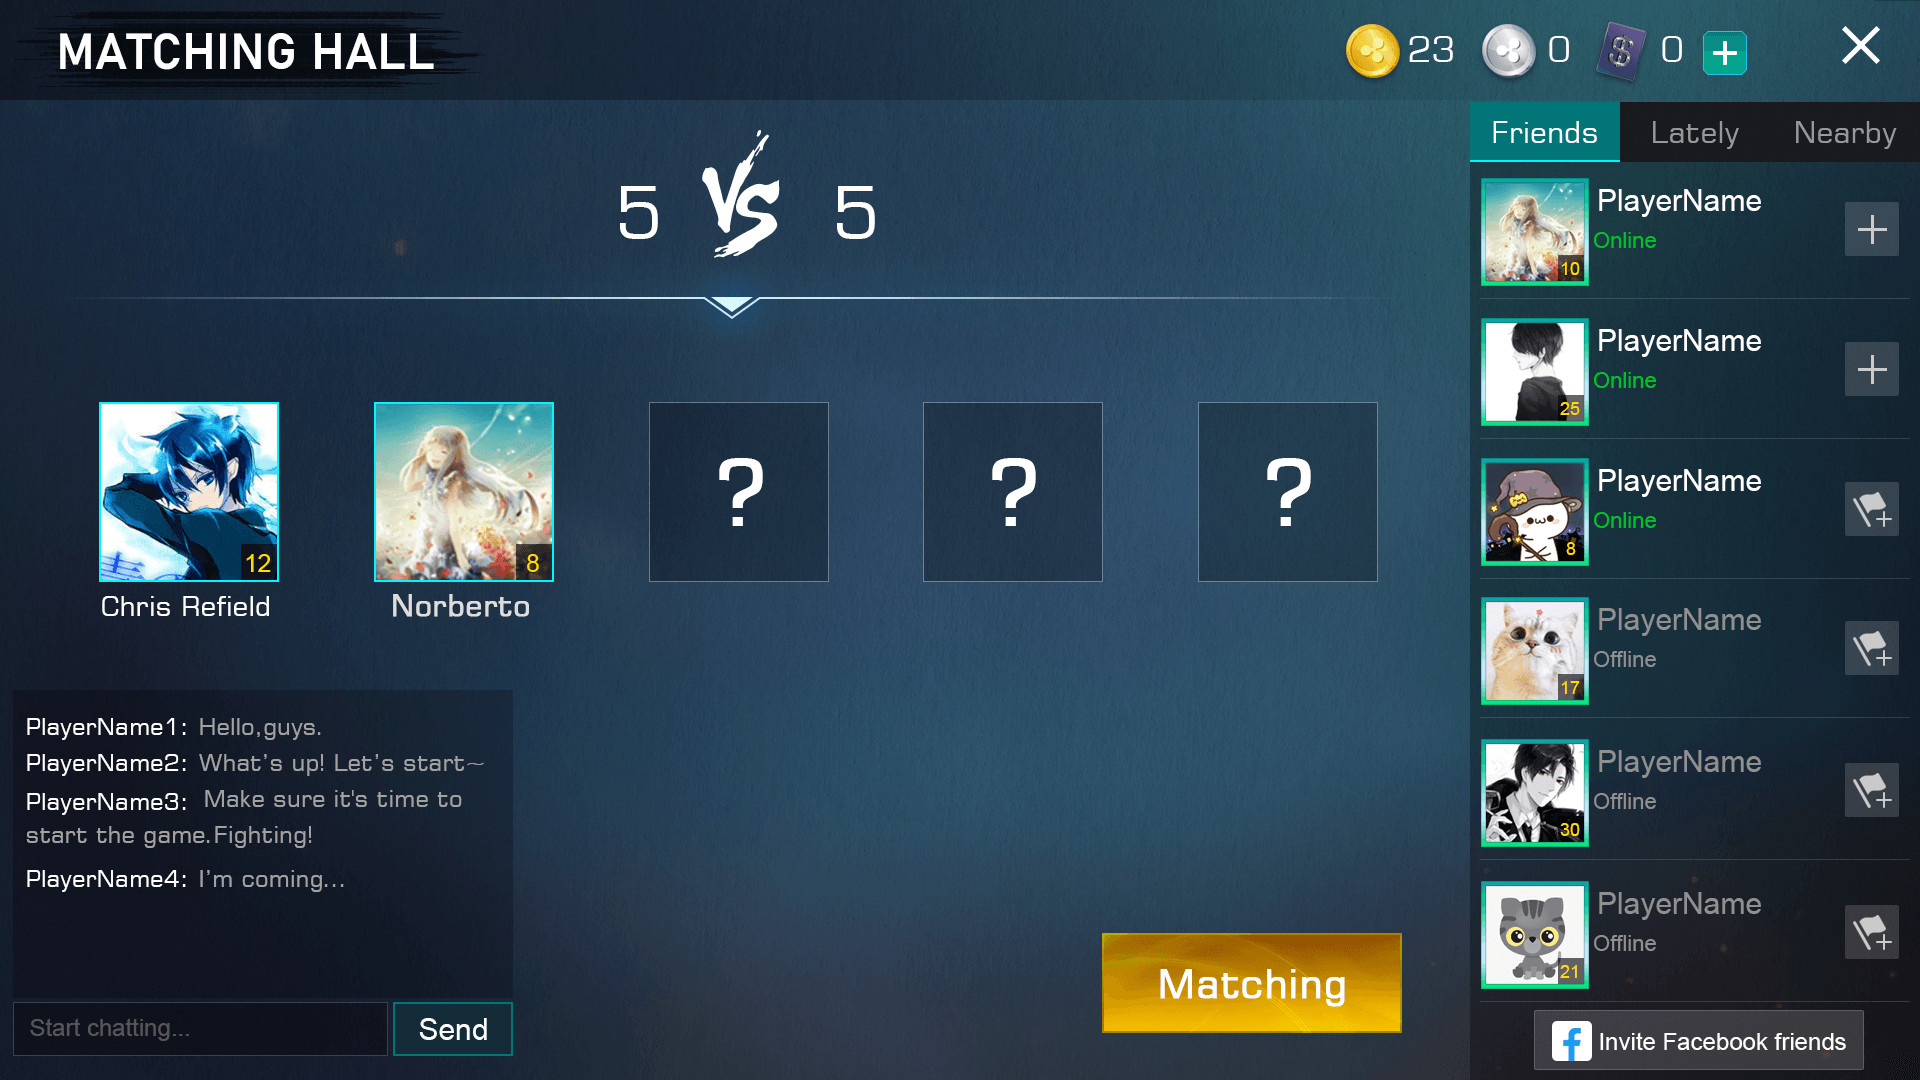 MATCHING HALL
23
0
0
Friends
Lately
Nearby
5 VS 5
PlayerName
Online
10
PlayerName
Online
25
PlayerName
Online
8
PlayerName
Offline
17
PlayerName
Offline
30
PlayerName
Offline
21
Invite Facebook friends
12
Chris Refield
8
Norberto
?
?
?
PlayerName1: Hello,guys.
PlayerName2: What's up! Let's start~
PlayerName3: Make sure it's time to
start the game.Fighting!
PlayerName4: I'm coming...
Start chatting...
Send
Matching